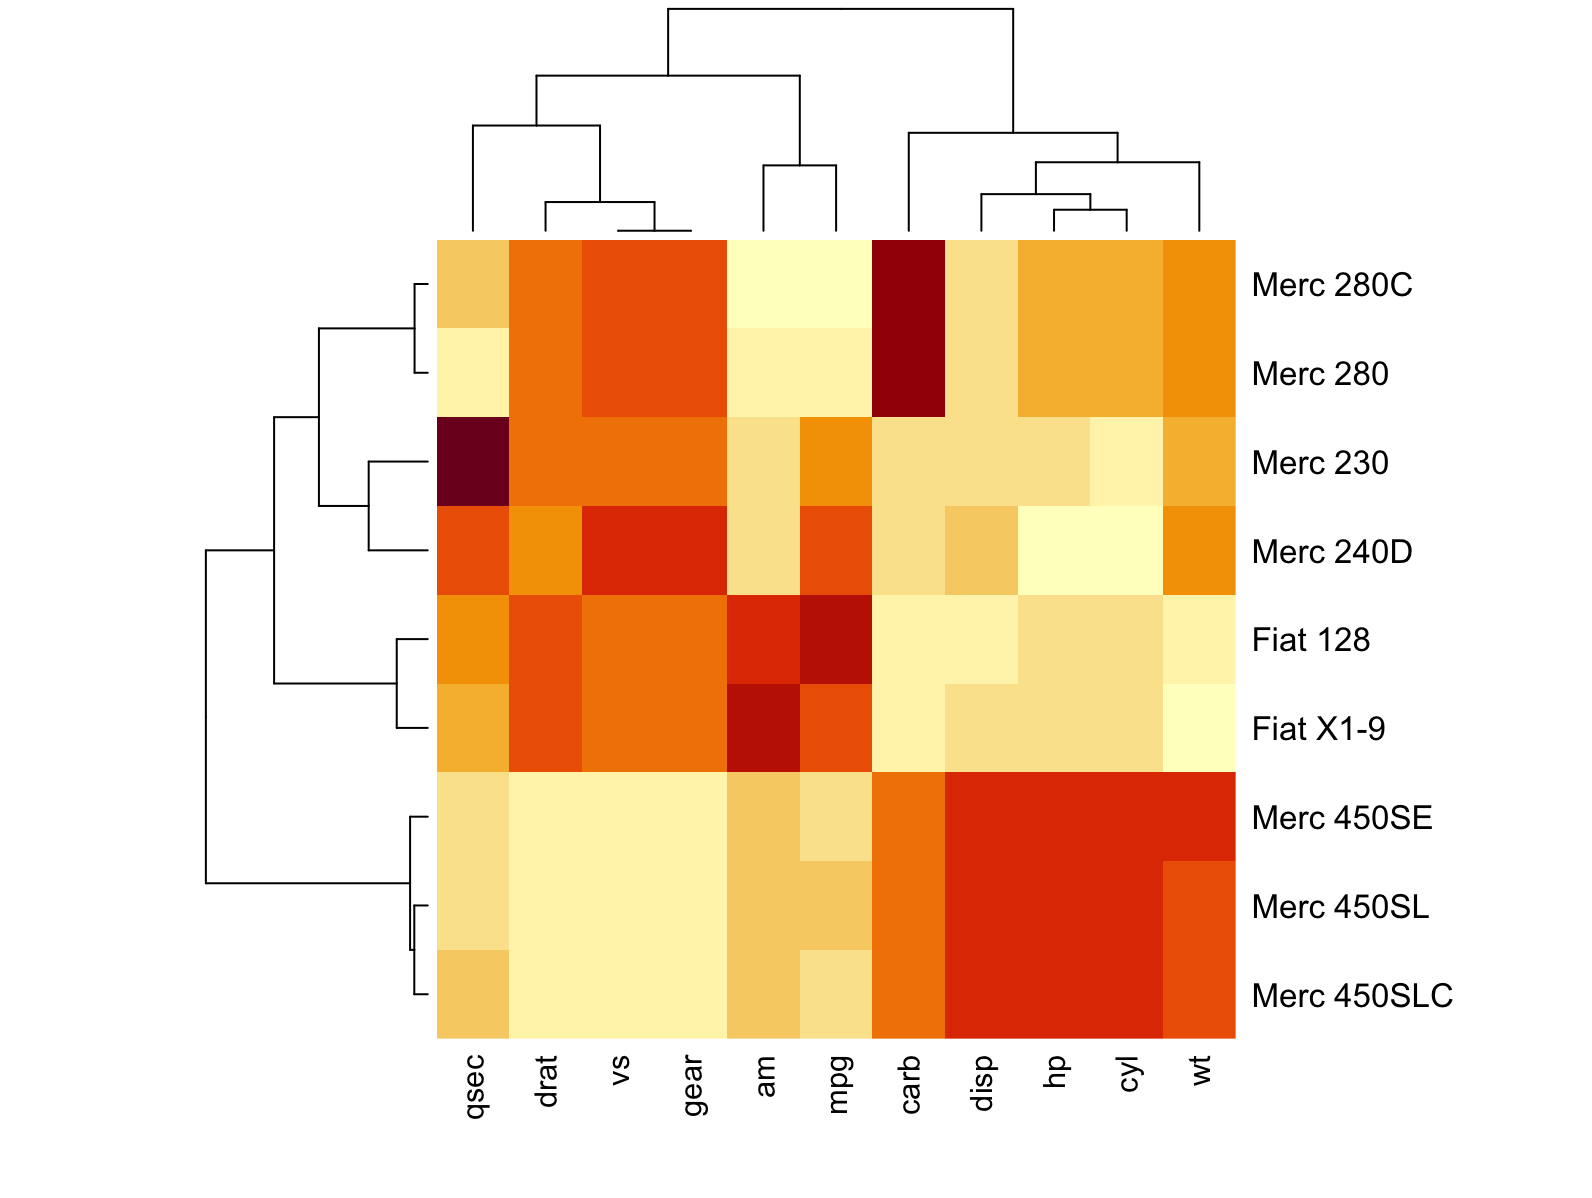 Merc 280C
Merc 280
Merc 230
Merc 240D
Fiat 128
Fiat X1-9
Merc 450SE
Merc 450SL
Merc 450SLC
qsec
drat
vs
gear
am
mpg
carb
disp
hp
cyl
wt